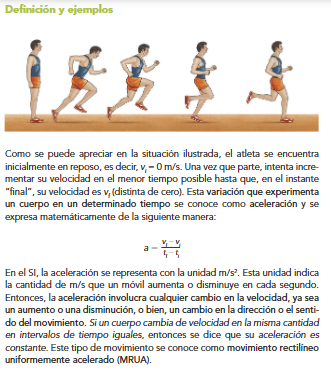 Definición y ejemplos
Como se puede apreciar en la situación ilustrada, el atleta se encuentra
inicialmente en reposo, es decir, vᵢ = 0 m/s. Una vez que parte, intenta incre-
mentar su velocidad en el menor tiempo posible hasta que, en el instante
"final", su velocidad es v_f (distinta de cero). Esta variación que experimenta
un cuerpo en un determinado tiempo se conoce como aceleración y se
expresa matemáticamente de la siguiente manera:
a = (v_f - vᵢ) / (t_f - tᵢ)
En el SI, la aceleración se representa con la unidad m/s². Esta unidad indica
la cantidad de m/s que un móvil aumenta o disminuye en cada segundo.
Entonces, la aceleración involucra cualquier cambio en la velocidad, ya sea
un aumento o una disminución, o bien, un cambio en la dirección o el senti-
do del movimiento. Si un cuerpo cambia de velocidad en la misma cantidad
en intervalos de tiempo iguales, entonces se dice que su aceleración es
constante. Este tipo de movimiento se conoce como movimiento rectilíneo
uniformemente acelerado (MRUA).